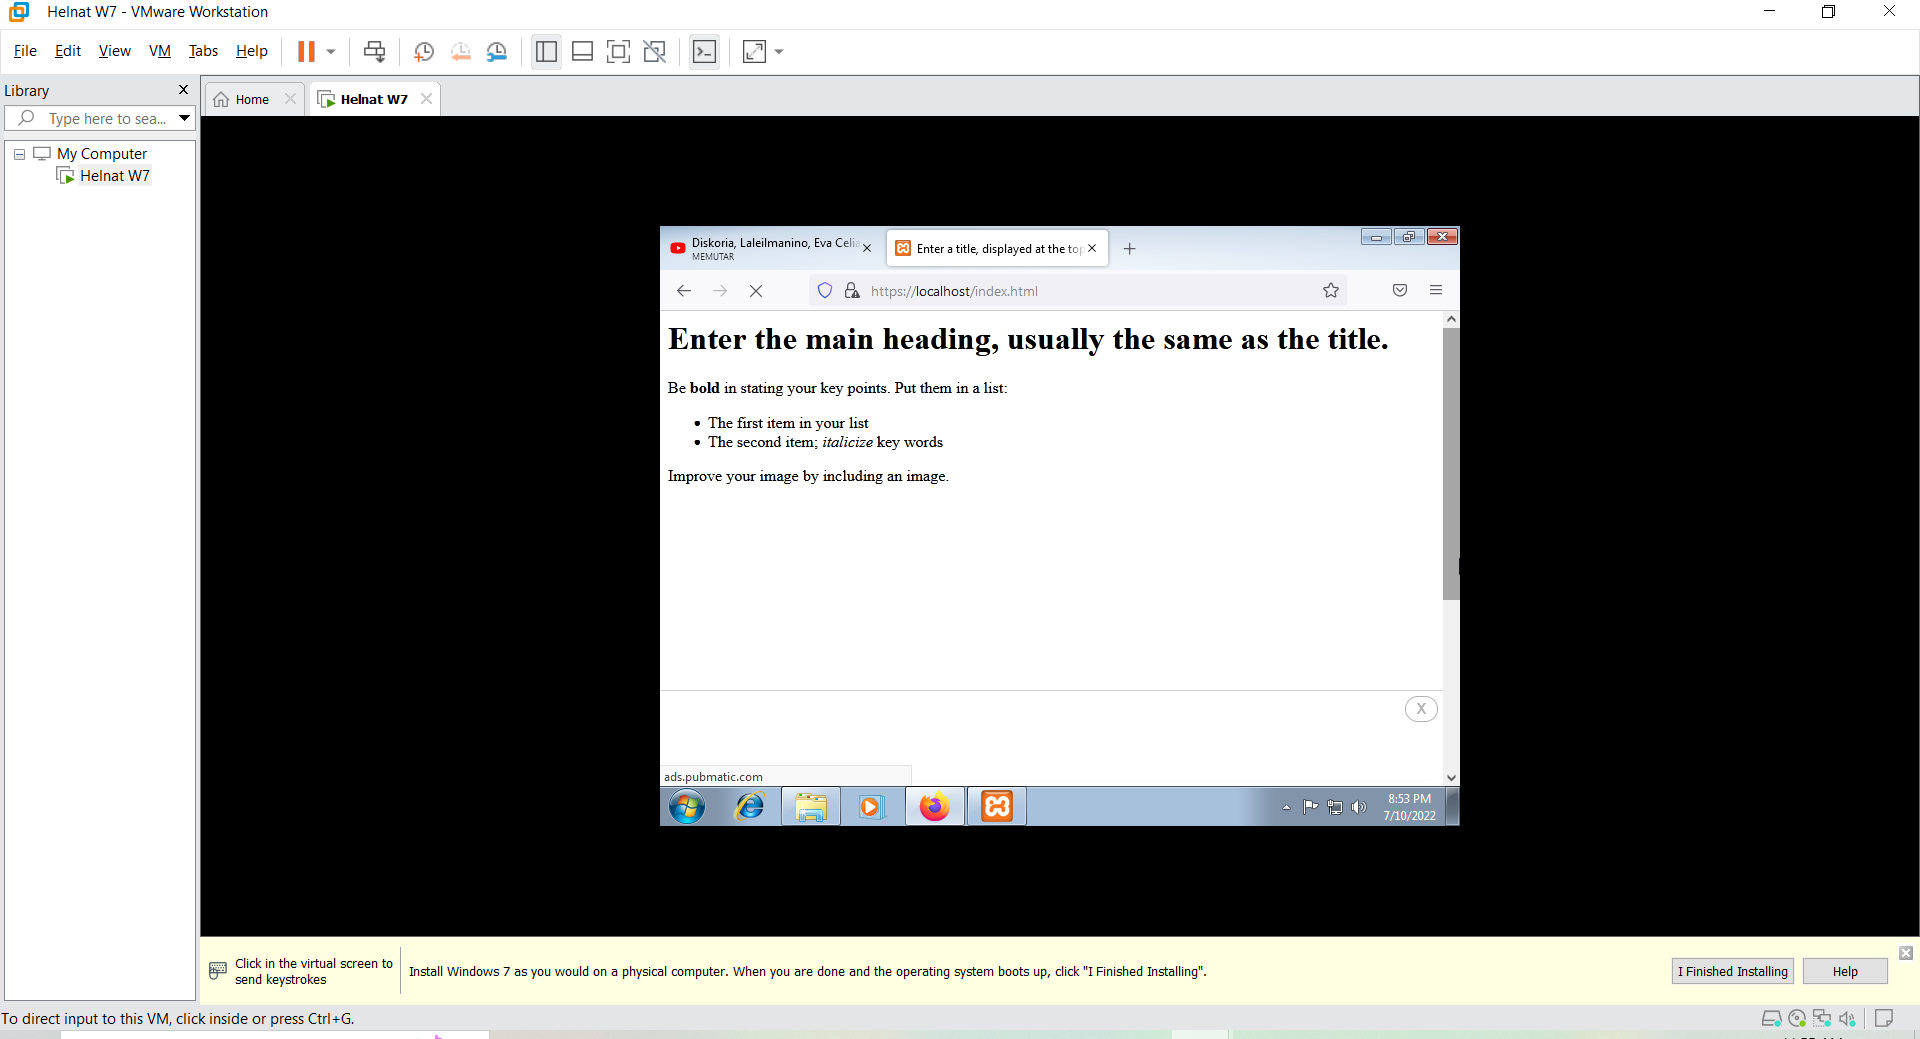 Helnat W7 - VMware Workstation
File Edit View VM Tabs Help
Library
Type here to sea...
My Computer
Helnat W7
Home
Helnat W7
Diskoria, Laleilmanino, Eva Celia
MEMUTAR
Enter a title, displayed at the top
https://localhost/index.html
Enter the main heading, usually the same as the title.
Be bold in stating your key points. Put them in a list:
• The first item in your list
• The second item; italicize key words
Improve your image by including an image.
X
ads.pubmatic.com
8:53 PM
7/10/2022
Click in the virtual screen to
send keystrokes
Install Windows 7 as you would on a physical computer. When you are done and the operating system boots up, click "I Finished Installing".
I Finished Installing
Help
To direct input to this VM, click inside or press Ctrl+G.